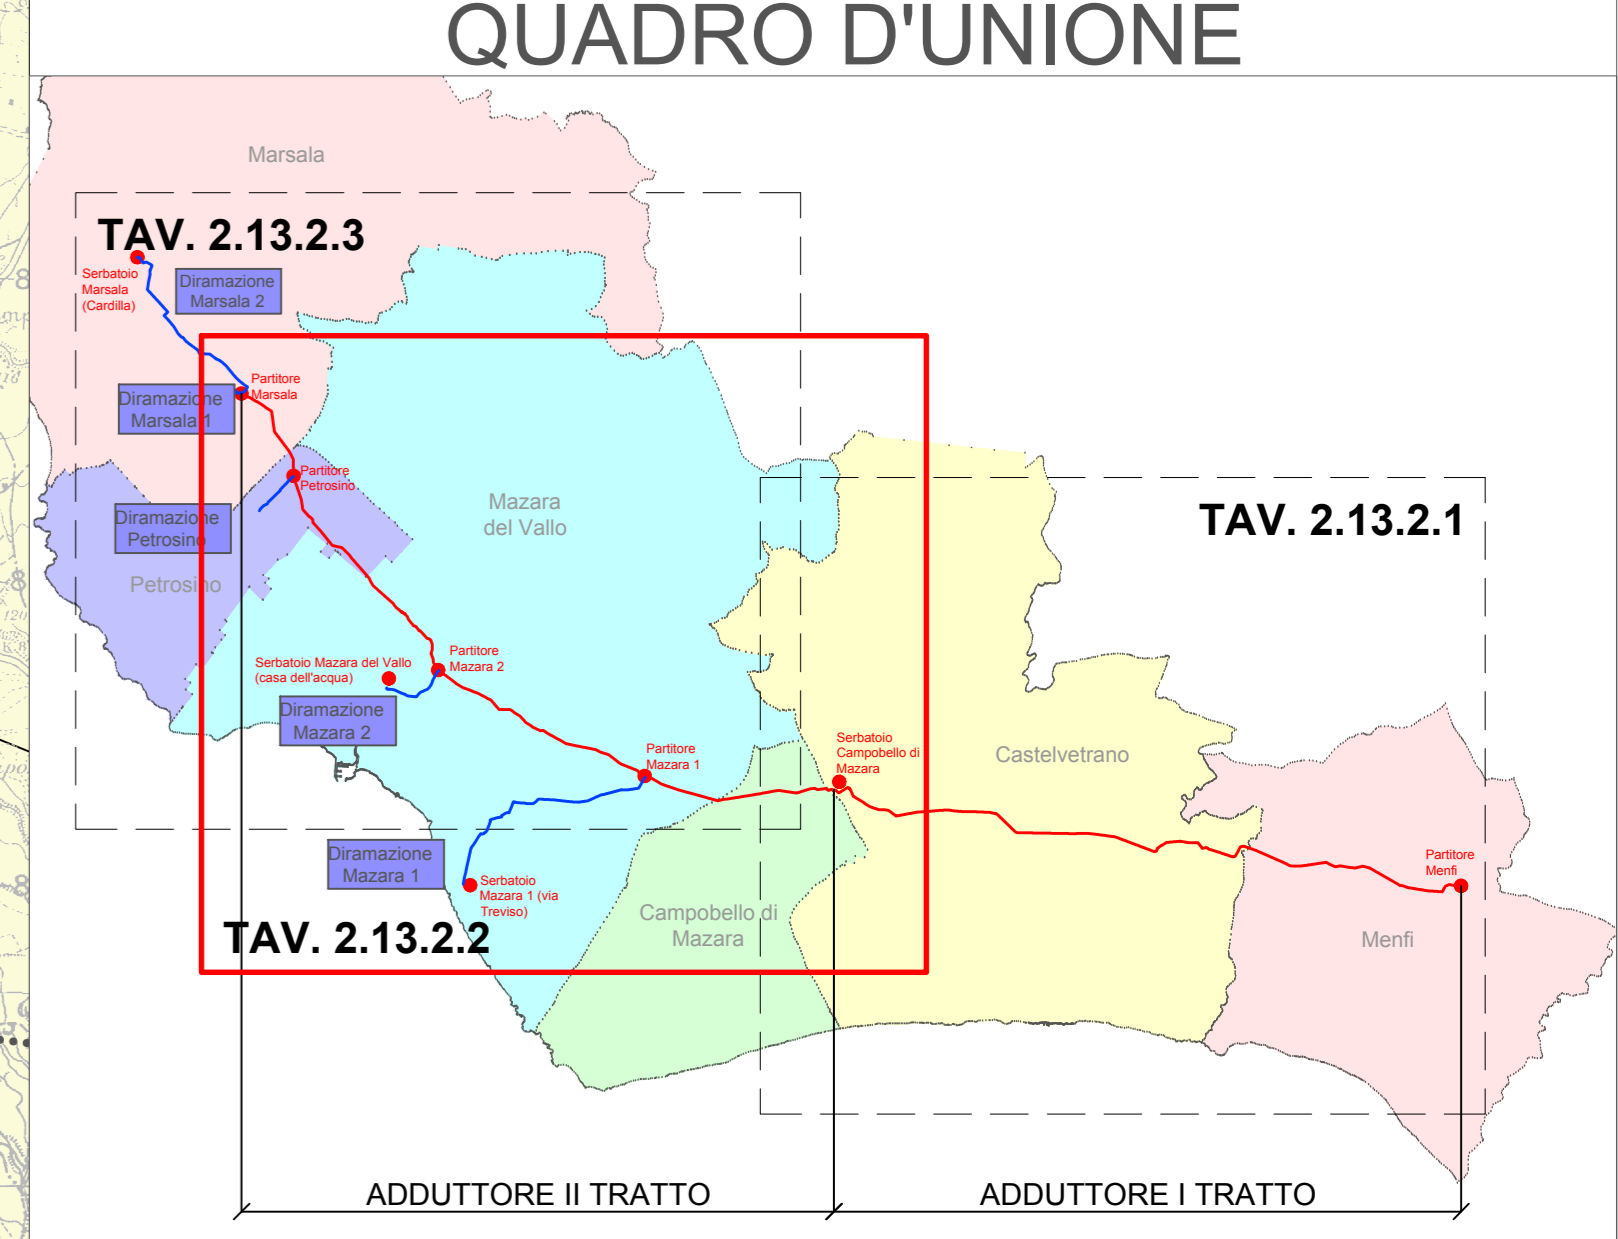 QUADRO D'UNIONE
Marsala
TAV. 2.13.2.3
Serbatoio
Marsala
(Cardilla)
Diramazione
Marsala 2
Partitore
Marsala
Diramazione
Marsala 1
Partitore
Petrosino
Diramazione
Petrosino
Petrosino
Mazara
del Vallo
TAV. 2.13.2.1
Serbatoio Mazara del Vallo
(casa dell'acqua)
Partitore
Mazara 2
Diramazione
Mazara 2
Partitore
Mazara 1
Serbatoio
Campobello di
Mazara
Castelvetrano
Diramazione
Mazara 1
Serbatoio
Mazara 1 (via
Treviso)
Partitore
Menfi
TAV. 2.13.2.2
Campobello di
Mazara
Menfi
ADDUTTORE II TRATTO
ADDUTTORE I TRATTO